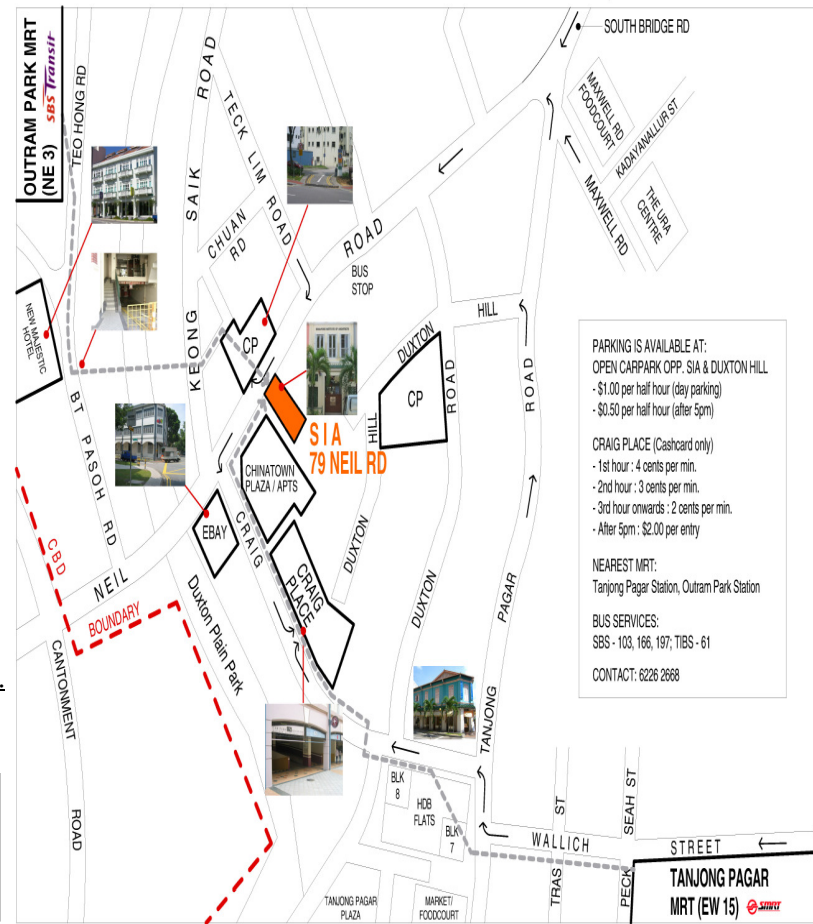 OUTRAM PARK MRT
(NE 3)
SBS Transit
TEO HONG RD
KEONG SAIK ROAD
TECK LIM ROAD
CHUAN
RD
SOUTH BRIDGE RD
MAXWELL RD
FOODCOURT
KADAYANALLUR ST
THE URA
CENTRE
MAXWELL RD
NEIL ROAD
BUS
STOP
NEW MAJESTIC
HOTEL
BT PASOH RD
CP
DUXTON HILL
CP
DUXTON HILL
DUXTON ROAD
TANJONG PAGAR ROAD
SIA
79 NEIL RD
CHINATOWN
PLAZA / APTS
EBAY
CRAIG
CRAIG
PLACE
DUXTON
Duxton Plain Park
CBD
BOUNDARY
CANTONMENT
ROAD
PARKING IS AVAILABLE AT:
OPEN CARPARK OPP. SIA & DUXTON HILL
- $1.00 per half hour (day parking)
- $0.50 per half hour (after 5pm)
CRAIG PLACE (Cashcard only)
- 1st hour : 4 cents per min.
- 2nd hour : 3 cents per min.
- 3rd hour onwards : 2 cents per min.
- After 5pm : $2.00 per entry
NEAREST MRT:
Tanjong Pagar Station, Outram Park Station
BUS SERVICES:
SBS - 103, 166, 197; TIBS - 61
CONTACT: 6226 2668
BLK
8
HDB
FLATS
BLK
7
WALLICH STREET
TRAS ST
PECK SEAH ST
TANJONG PAGAR
PLAZA
MARKET/
FOODCOURT
TANJONG PAGAR
MRT (EW 15)
SMRT